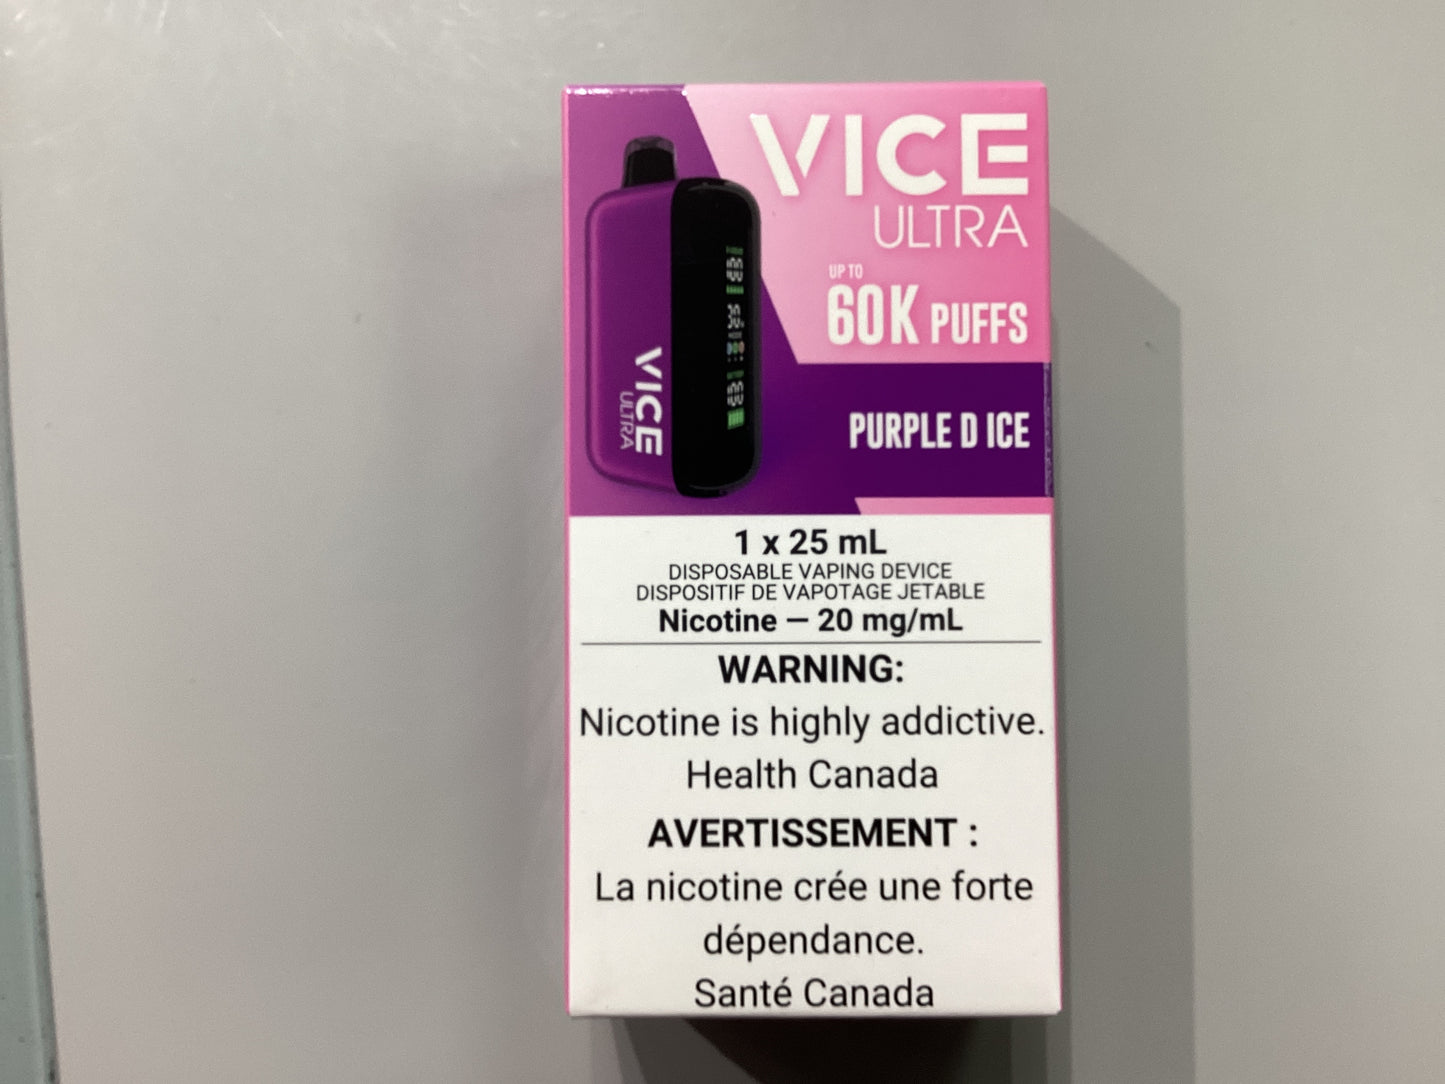 VICE
ULTRA
UP TO
60K PUFFS
VICE
ULTRA
PURPLE D ICE
1 x 25 mL
DISPOSABLE VAPING DEVICE
DISPOSITIF DE VAPOTAGE JETABLE
Nicotine — 20 mg/mL
WARNING:
Nicotine is highly addictive.
Health Canada
AVERTISSEMENT :
La nicotine crée une forte
dépendance.
Santé Canada